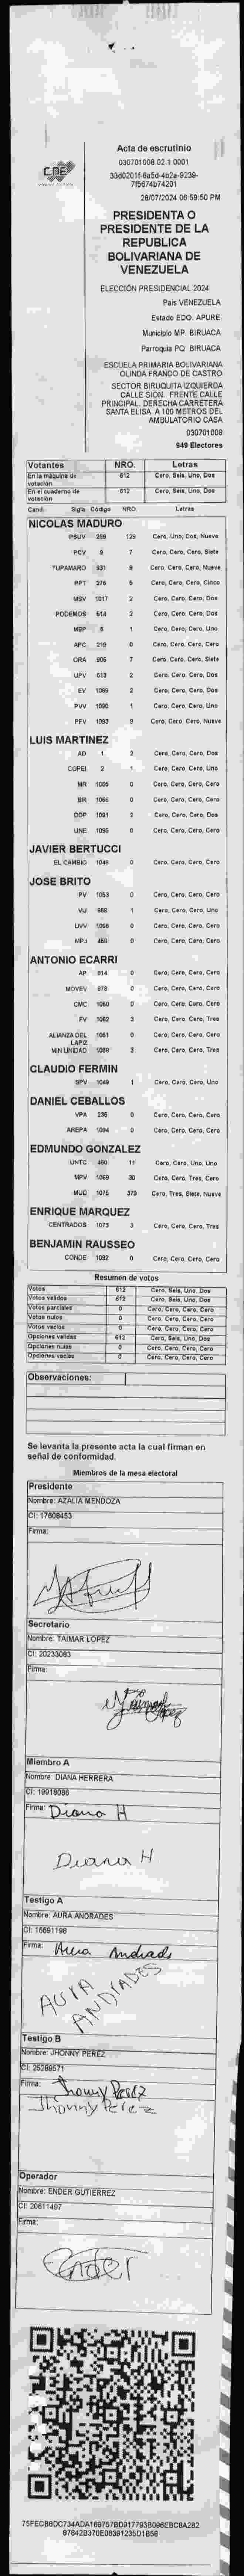 CNE
Acta de escrutinio
030701008.02.1.0001
33d0201f-6a5d-4b2a-9239-
7f5674b74201
28/07/2024 08:59:50 PM
PRESIDENTA O
PRESIDENTE DE LA
REPUBLICA
BOLIVARIANA DE
VENEZUELA
ELECCIÓN PRESIDENCIAL 2024
Pais VENEZUELA
Estado EDO. APURE
Municipio MP. BIRUACA
Parroquia PQ. BIRUACA
ESCUELA PRIMARIA BOLIVARIANA
OLINDA FRANCO DE CASTRO
SECTOR BIRUQUITA IZQUIERDA
CALLE SION. FRENTE CALLE
PRINCIPAL. DERECHA CARRETERA
SANTA ELISA. A 100 METROS DEL
AMBULATORIO CASA
030701008
949 Electores
Votantes NRO. Letras
En la máquina de votación 612 Cero, Seis, Uno, Dos
En el cuaderno de votación 612 Cero, Seis, Uno, Dos
Cand. Sigla Código NRO. Letras
NICOLAS MADURO
PSUV 269 129 Cero, Uno, Dos, Nueve
PCV 9 7 Cero, Cero, Cero, Siete
TUPAMARO 931 Cero, Cero, Cero, Nueve
PPT 276 5 Cero, Cero, Cero, Cinco
MSV 1017 2 Cero, Cero, Cero, Dos
PODEMOS 514 2 Cero, Cero, Cero, Dos
MEP 1 Cero, Cero, Cero, Uno
APC 219 0 Cero, Cero, Cero, Cero
ORA 906 7 Cero, Cero, Cero, Siete
UPV 513 2 Cero, Cero, Cero, Dos
EV 1069 2 Cero, Cero, Cero, Dos
PVV 1090 1 Cero, Cero, Cero, Uno
PFV 1093 9 Cero, Cero, Cero, Nueve
LUIS MARTINEZ
AD 1 2 Cero, Cero, Cero, Dos
COPEI 2 1 Cero, Cero, Cero, Uno
MR 1055 0 Cero, Cero, Cero, Cero
BR 1066 0 Cero, Cero, Cero, Cero
DDP 1091 2 Cero, Cero, Cero, Dos
UNE 1095 0 Cero, Cero, Cero, Cero
JAVIER BERTUCCI
EL CAMBIO 1048 0 Cero, Cero, Cero, Cero
JOSE BRITO
PV 1053 0 Cero, Cero, Cero, Cero
VU 968 1 Cero, Cero, Cero, Uno
UVV 1096 0 Cero, Cero, Cero, Cero
MPJ 458 0 Cero, Cero, Cero, Cero
ANTONIO ECARRI
AP 814 0 Cero, Cero, Cero, Cero
MOVEV 978 0 Cero, Cero, Cero, Cero
CMC 1060 0 Cero, Cero, Cero, Cero
FV 1062 3 Cero, Cero, Cero, Tres
ALIANZA DEL LAPIZ 1051 0 Cero, Cero, Cero, Cero
MIN UNIDAD 1088 3 Cero, Cero, Cero, Tres
CLAUDIO FERMIN
SPV 1049 1 Cero, Cero, Cero, Uno
DANIEL CEBALLOS
VPA 236 0 Cero, Cero, Cero, Cero
AREPA 1094 0 Cero, Cero, Cero, Cero
EDMUNDO GONZALEZ
UNTC 460 11 Cero, Cero, Uno, Uno
MPV 1069 30 Cero, Cero, Tres, Cero
MUD 1075 379 Cero, Tres, Siete, Nueve
ENRIQUE MARQUEZ
CENTRADOS 1073 3 Cero, Cero, Cero, Tres
BENJAMIN RAUSSEO
CONDE 1092 0 Cero, Cero, Cero, Cero
Resumen de votos
Votos 612 Cero, Seis, Uno, Dos
Votos validos 612 Cero, Seis, Uno, Dos
Votos parciales 0 Cero, Cero, Cero, Cero
Votos nulos 0 Cero, Cero, Cero, Cero
Votos vacios 0 Cero, Cero, Cero, Cero
Opciones validas 612 Cero, Seis, Uno, Dos
Opciones nulas 0 Cero, Cero, Cero, Cero
Opciones vacias 0 Cero, Cero, Cero, Cero
Observaciones:
Se levanta la presente acta la cual firman en
señal de conformidad.
Miembros de la mesa electoral
Presidente
Nombre: AZALIA MENDOZA
CI: 17608453
Firma:
Secretario
Nombre: TAIMAR LOPEZ
CI: 20233083
Firma:
Miembro A
Nombre: DIANA HERRERA
CI: 19918086
Firma: Diana H
Diana H
Testigo A
Nombre: AURA ANDRADES
CI: 16691198
Firma: Aura Andrade
AURA
ANDRADES
Testigo B
Nombre: JHONNY PEREZ
CI: 25289571
Firma: Jhonny Perez
Jhonny Perez
Operador
Nombre: ENDER GUTIERREZ
CI: 20611497
Firma:
Ender
75FECB8DC734ADA169757BD917793B096EBC8A282
87842B370E06391235D1B58